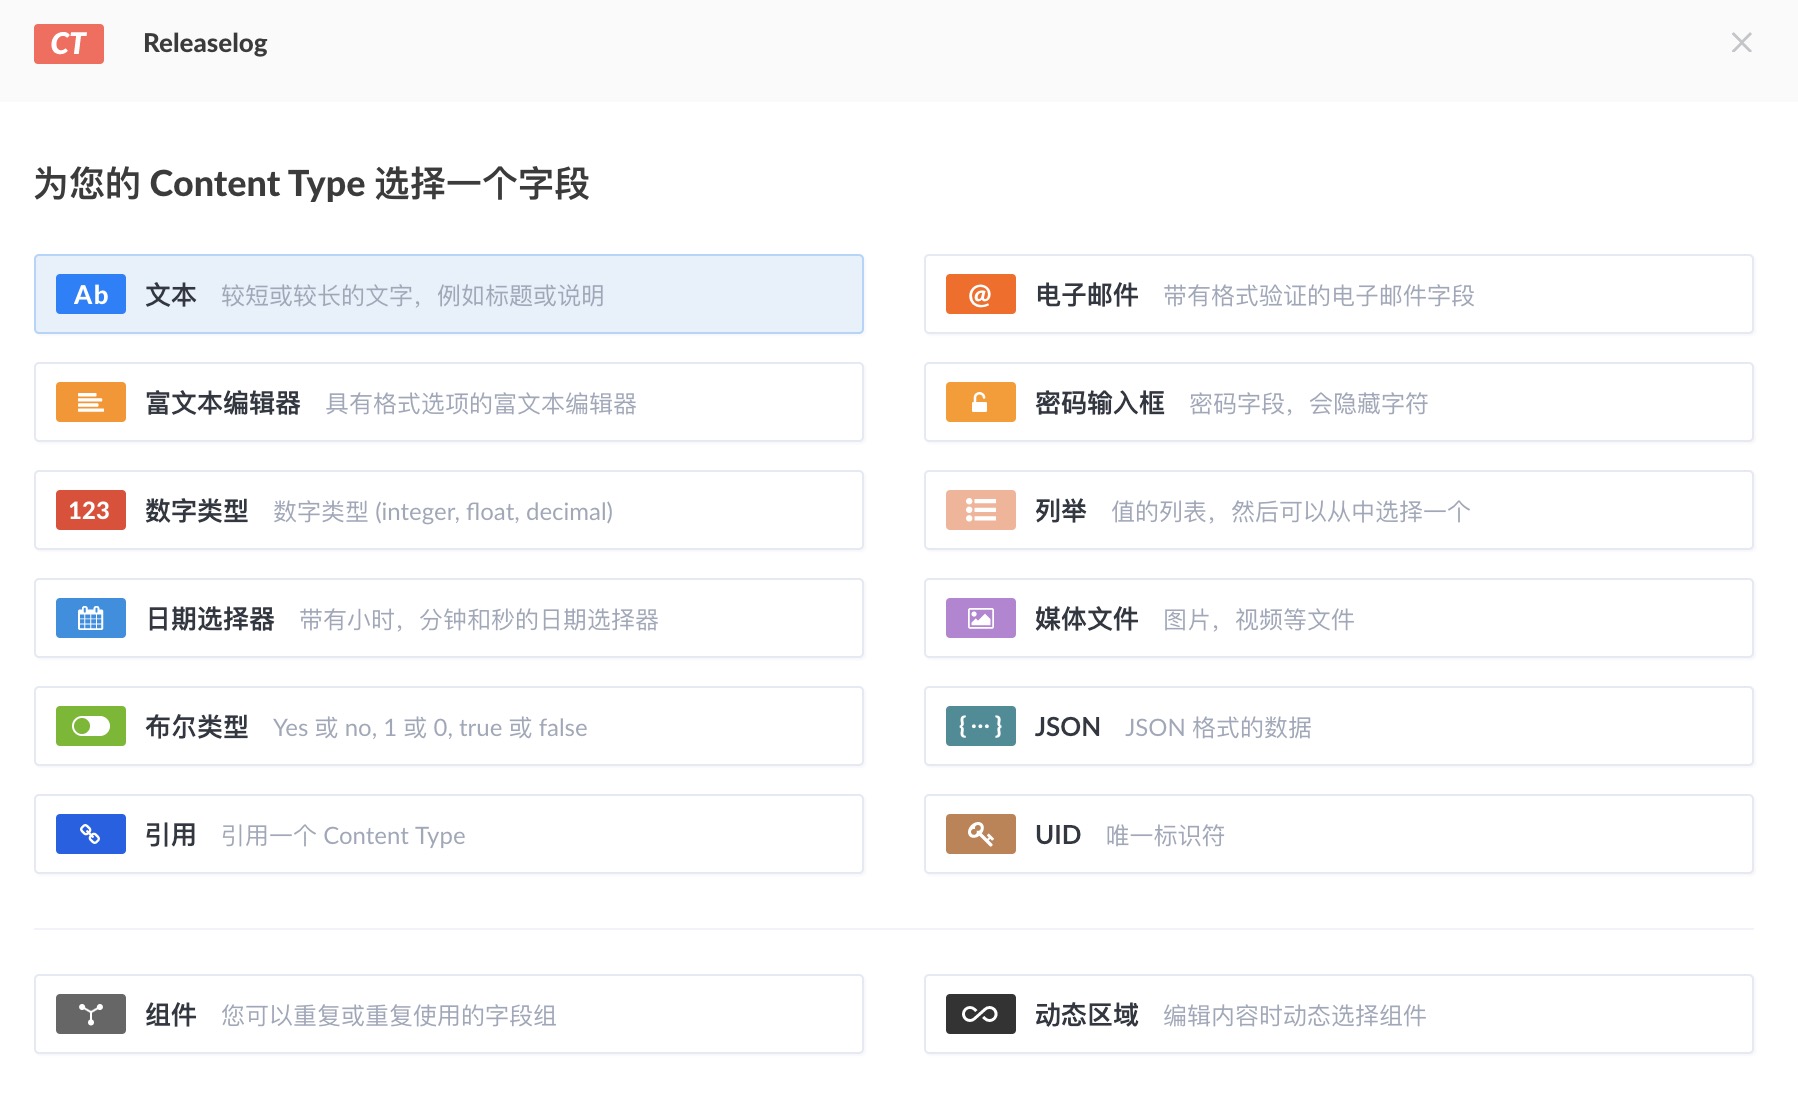 CT Releaselog
为您的 Content Type 选择一个字段
Ab 文本 较短或较长的文字，例如标题或说明
@ 电子邮件 带有格式验证的电子邮件字段
富文本编辑器 具有格式选项的富文本编辑器
密码输入框 密码字段，会隐藏字符
123 数字类型 数字类型 (integer, float, decimal)
列举 值的列表，然后可以从中选择一个
日期选择器 带有小时，分钟和秒的日期选择器
媒体文件 图片，视频等文件
布尔类型 Yes 或 no, 1 或 0, true 或 false
{···} JSON JSON 格式的数据
引用 引用一个 Content Type
UID 唯一标识符
组件 您可以重复或重复使用的字段组
动态区域 编辑内容时动态选择组件